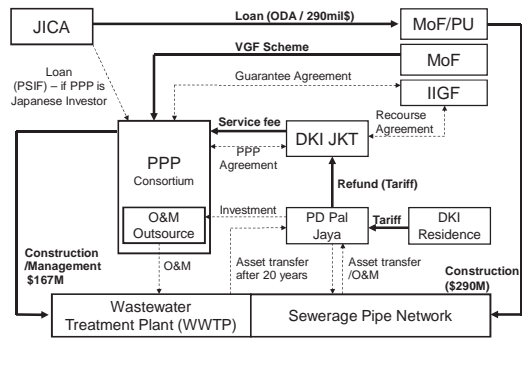 JICA
Loan (ODA / 290mil$)
MoF/PU
VGF Scheme
MoF
Loan
(PSIF) – if PPP is
Japanese Investor
Guarantee Agreement
IIGF
Recourse
Agreement
Service fee
DKI JKT
PPP
Consortium
PPP
Agreement
Refund (Tariff)
O&M
Outsource
Investment
PD Pal
Jaya
Tariff
DKI
Residence
Construction
/Management
$167M
O&M
Asset transfer
after 20 years
Asset transfer
/O&M
Construction
($290M)
Wastewater
Treatment Plant (WWTP)
Sewerage Pipe Network